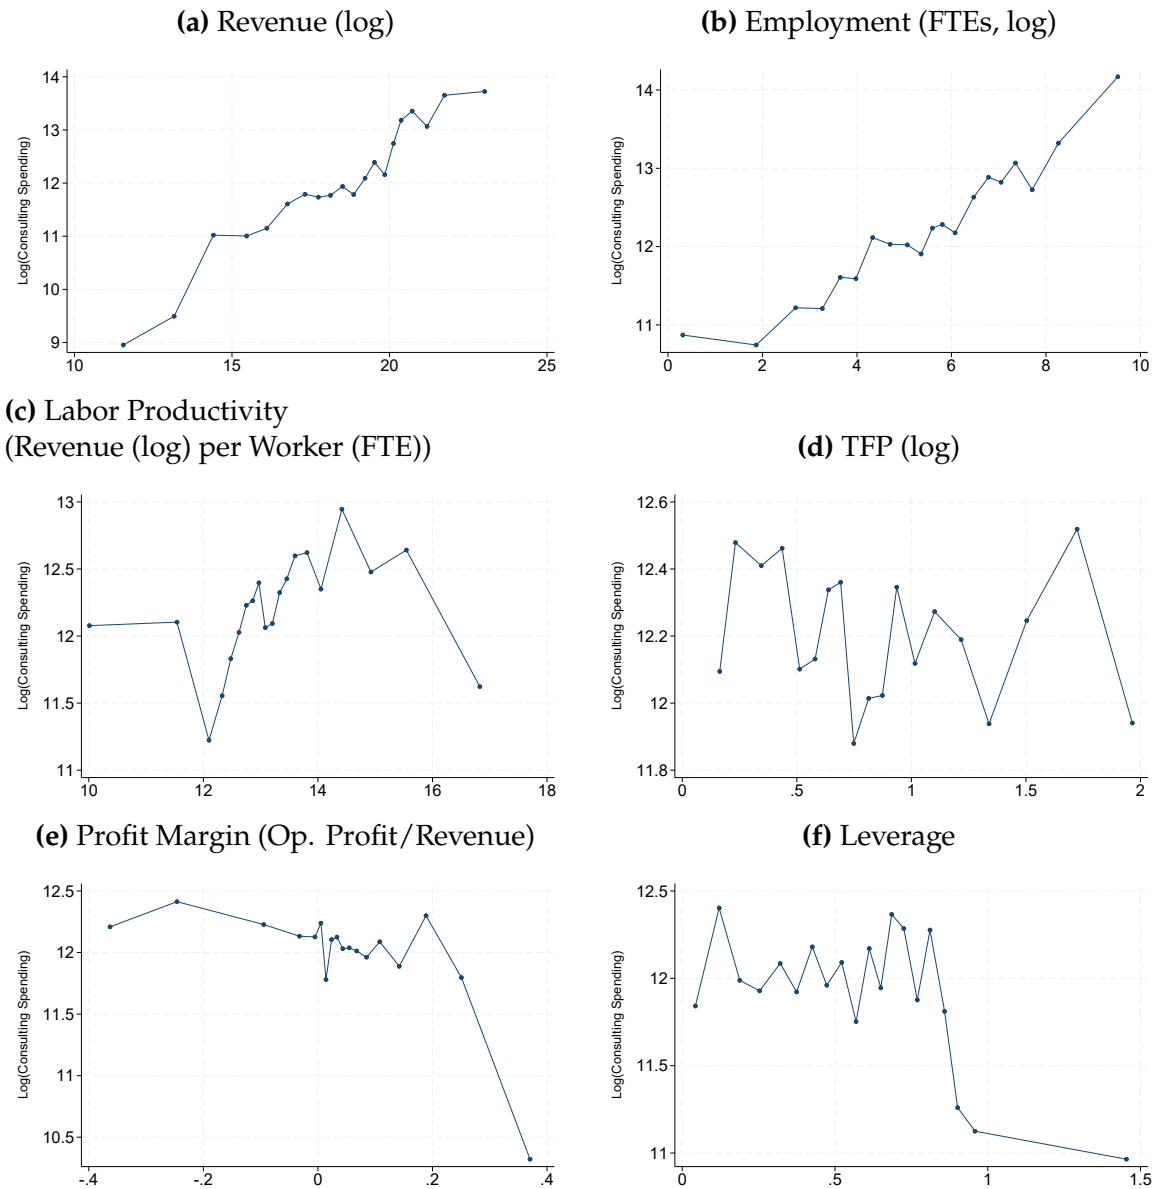 (a) Revenue (log)
Log(Consulting Spending)
14
13
12
11
10
9
10 15 20 25
(b) Employment (FTEs, log)
Log(Consulting Spending)
14
13
12
11
0 2 4 6 8 10
(c) Labor Productivity
(Revenue (log) per Worker (FTE))
Log(Consulting Spending)
13
12.5
12
11.5
11
10 12 14 16 18
(d) TFP (log)
Log(Consulting Spending)
12.6
12.4
12.2
12
11.8
0 .5 1 1.5 2
(e) Profit Margin (Op. Profit/Revenue)
Log(Consulting Spending)
12.5
12
11.5
11
10.5
-.4 -.2 0 .2 .4
(f) Leverage
Log(Consulting Spending)
12.5
12
11.5
11
0 .5 1 1.5